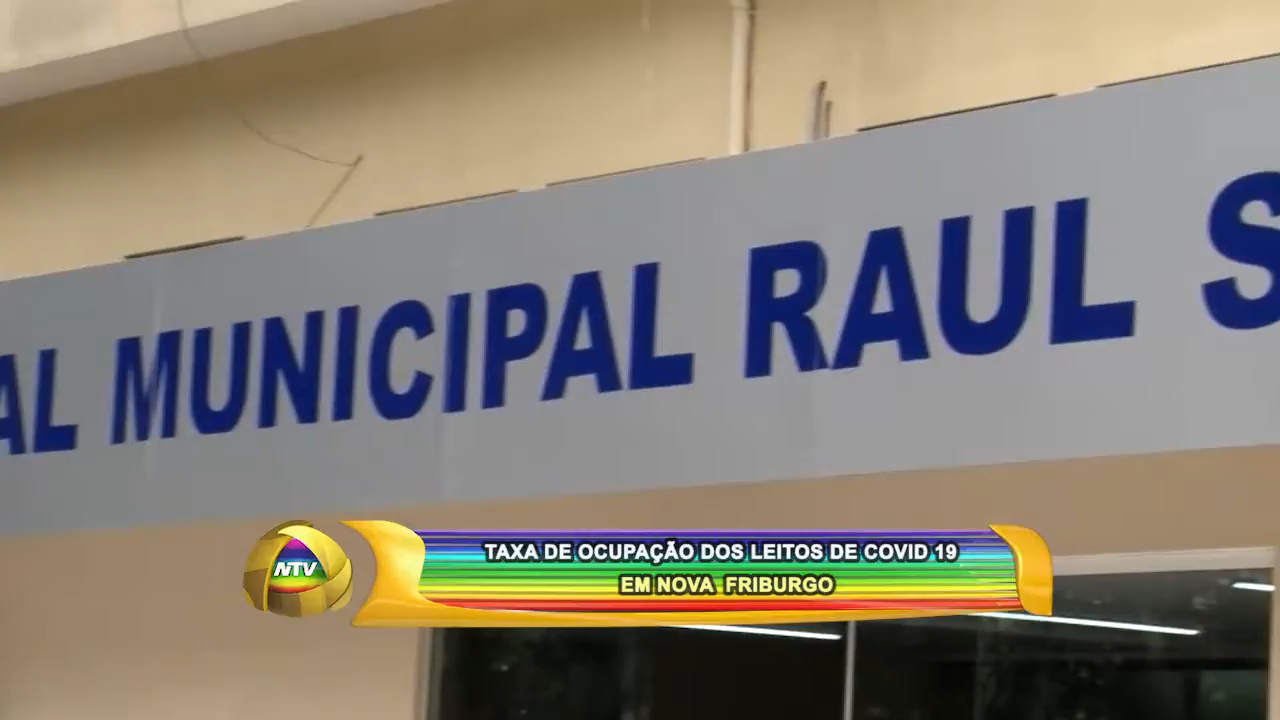 AL MUNICIPAL RAUL S
NTV
TAXA DE OCUPAÇÃO DOS LEITOS DE COVID 19
EM NOVA FRIBURGO